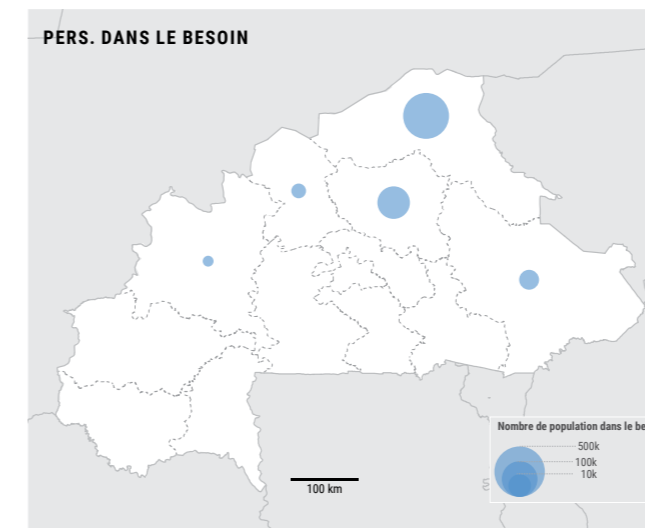 PERS. DANS LE BESOIN
Nombre de population dans le be
500k
100k
10k
100 km